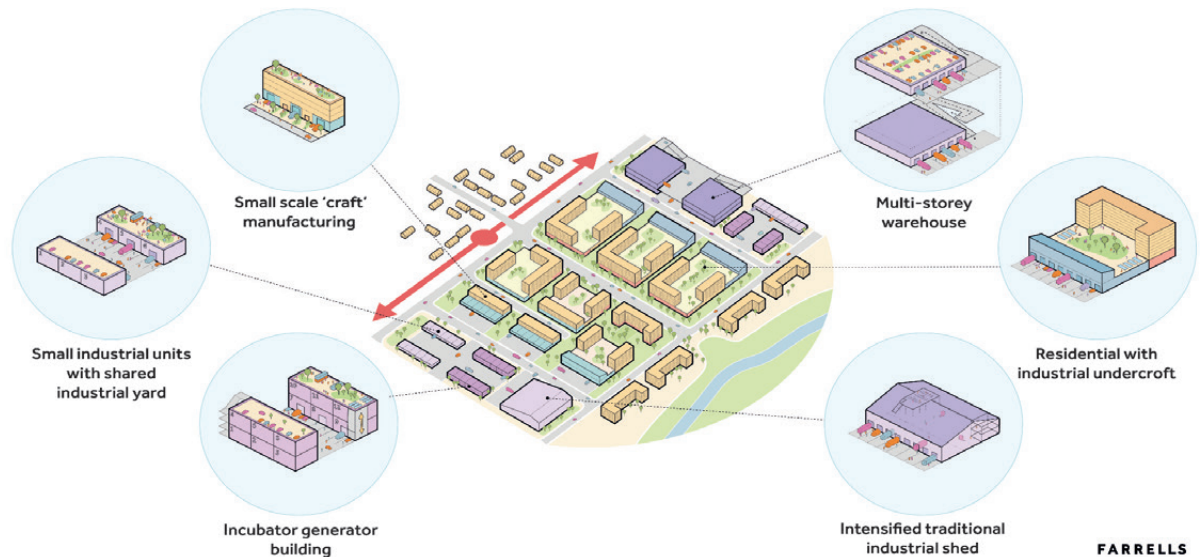 Small scale ‘craft’
manufacturing
Multi-storey
warehouse
Small industrial units
with shared
industrial yard
Residential with
industrial undercroft
Incubator generator
building
Intensified traditional
industrial shed
FARRELLS